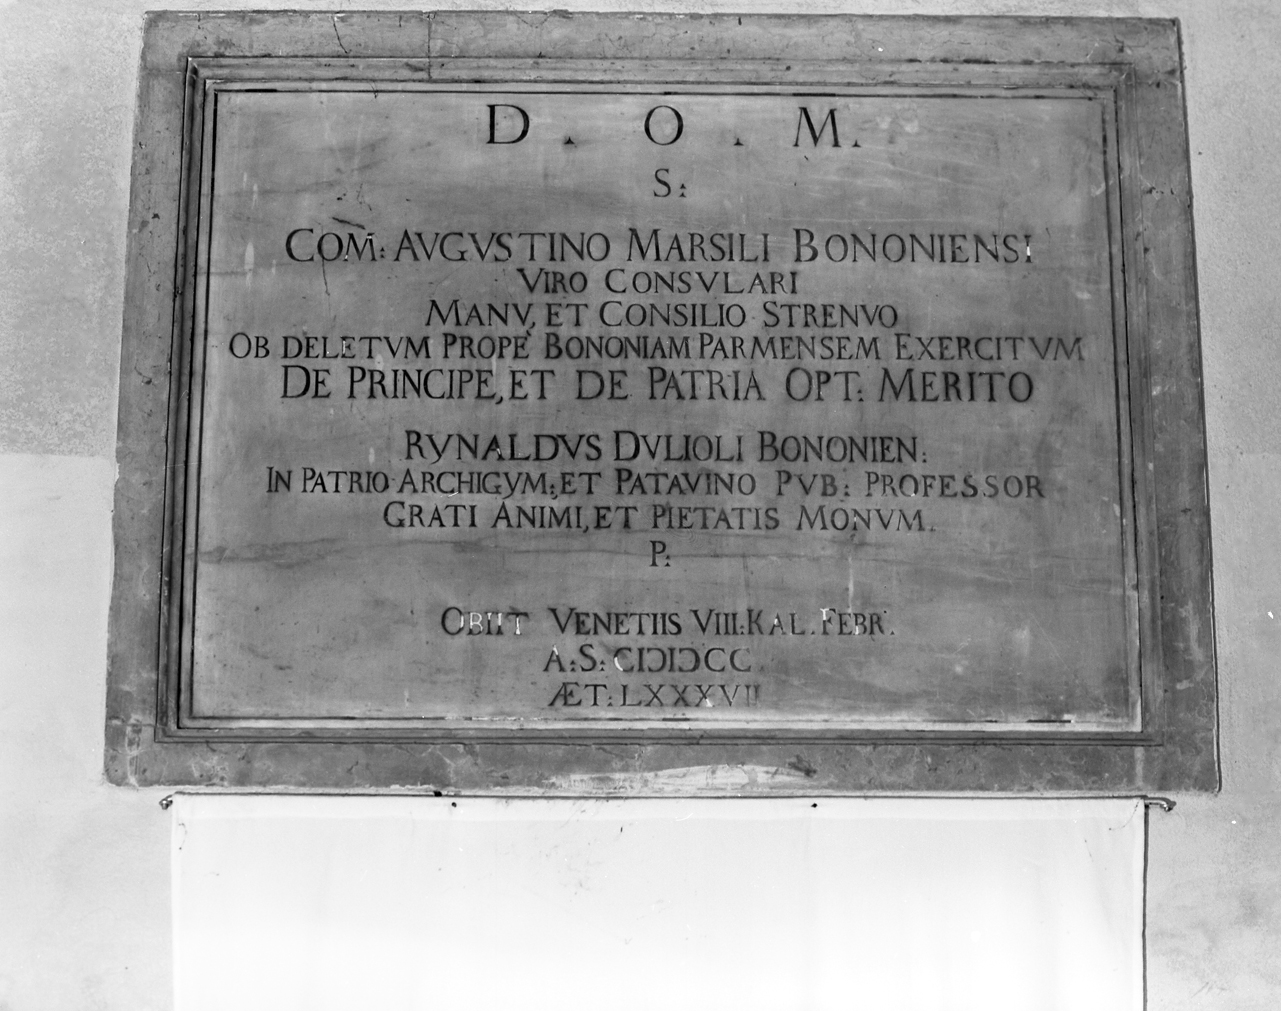 D . O . M.
S:
COM̃: AVGVSTINO MARSILI BONONIENSI
VIRO CONSVLARI
MANV, ET CONSILIO STRENVO
OB DELETVM PROPÈ BONONIAM PARMENSEM EXERCITVM
DE PRINCIPE, ET DE PATRIA OPT. MERITO
RVNALDVS DVLIOLI BONONIEN.
IN PATRIO ARCHIGYM:, ET PATAVINO PVB: PROFESSOR
GRATI ANIMI, ET PIETATIS MONVM.
P.
OBIIT VENETIIS VIII: KAL. FEBR.
A:S: CIƆIƆCC
ÆT: LXXXVII